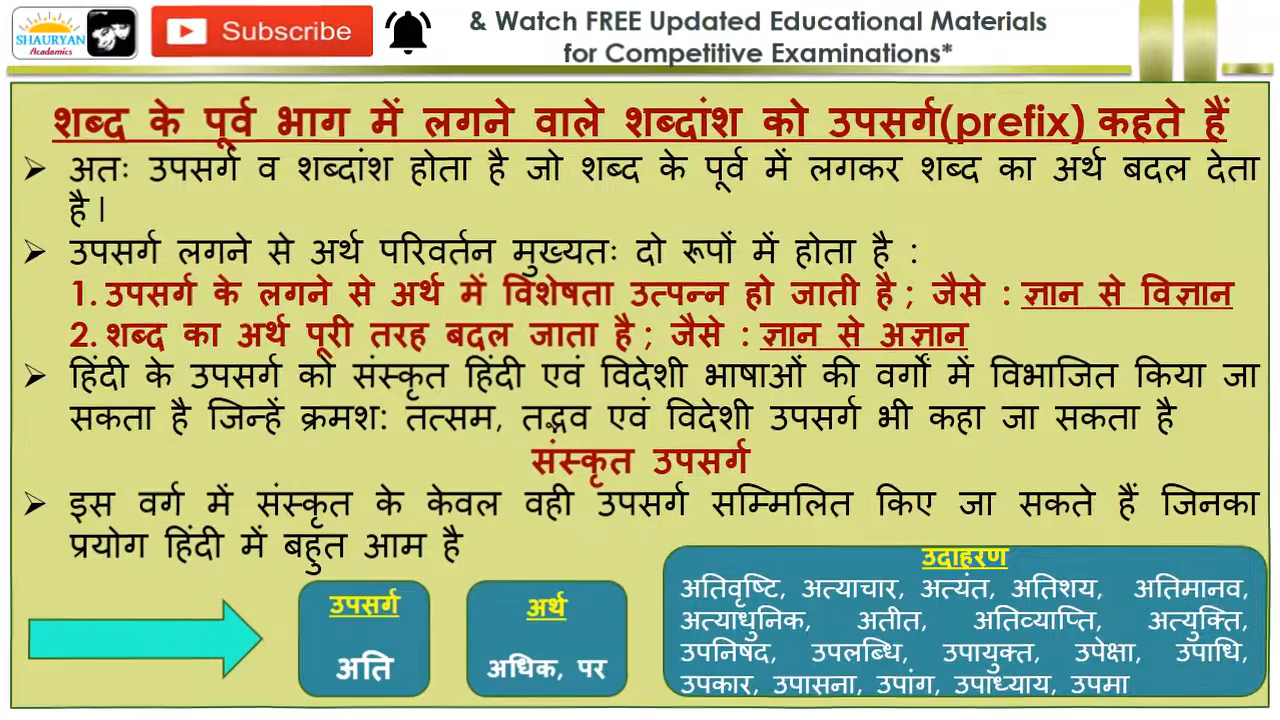 SHAURYAN
Academics
Subscribe
& Watch FREE Updated Educational Materials
for Competitive Examinations*
शब्द के पूर्व भाग में लगने वाले शब्दांश को उपसर्ग(prefix) कहते हैं
अतः उपसर्ग व शब्दांश होता है जो शब्द के पूर्व में लगकर शब्द का अर्थ बदल देता
है।
उपसर्ग लगने से अर्थ परिवर्तन मुख्यतः दो रूपों में होता है :
1. उपसर्ग के लगने से अर्थ में विशेषता उत्पन्न हो जाती है ; जैसे : ज्ञान से विज्ञान
2. शब्द का अर्थ पूरी तरह बदल जाता है ; जैसे : ज्ञान से अज्ञान
हिंदी के उपसर्ग को संस्कृत हिंदी एवं विदेशी भाषाओं की वर्गों में विभाजित किया जा
सकता है जिन्हें क्रमश: तत्सम, तद्भव एवं विदेशी उपसर्ग भी कहा जा सकता है
संस्कृत उपसर्ग
इस वर्ग में संस्कृत के केवल वही उपसर्ग सम्मिलित किए जा सकते हैं जिनका
प्रयोग हिंदी में बहुत आम है
उपसर्ग
अति
अर्थ
अधिक, पर
उदाहरण
अतिवृष्टि, अत्याचार, अत्यंत, अतिशय, अतिमानव,
अत्याधुनिक, अतीत, अतिव्याप्ति, अत्युक्ति,
उपनिषद, उपलब्धि, उपायुक्त, उपेक्षा, उपाधि,
उपकार, उपासना, उपांग, उपाध्याय, उपमा